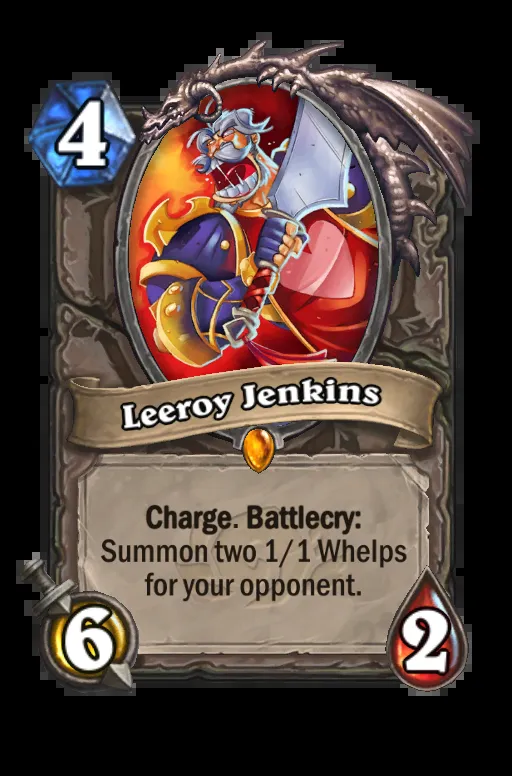 4
Leeroy Jenkins
Charge. Battlecry:
Summon two 1/1 Whelps
for your opponent.
6
2